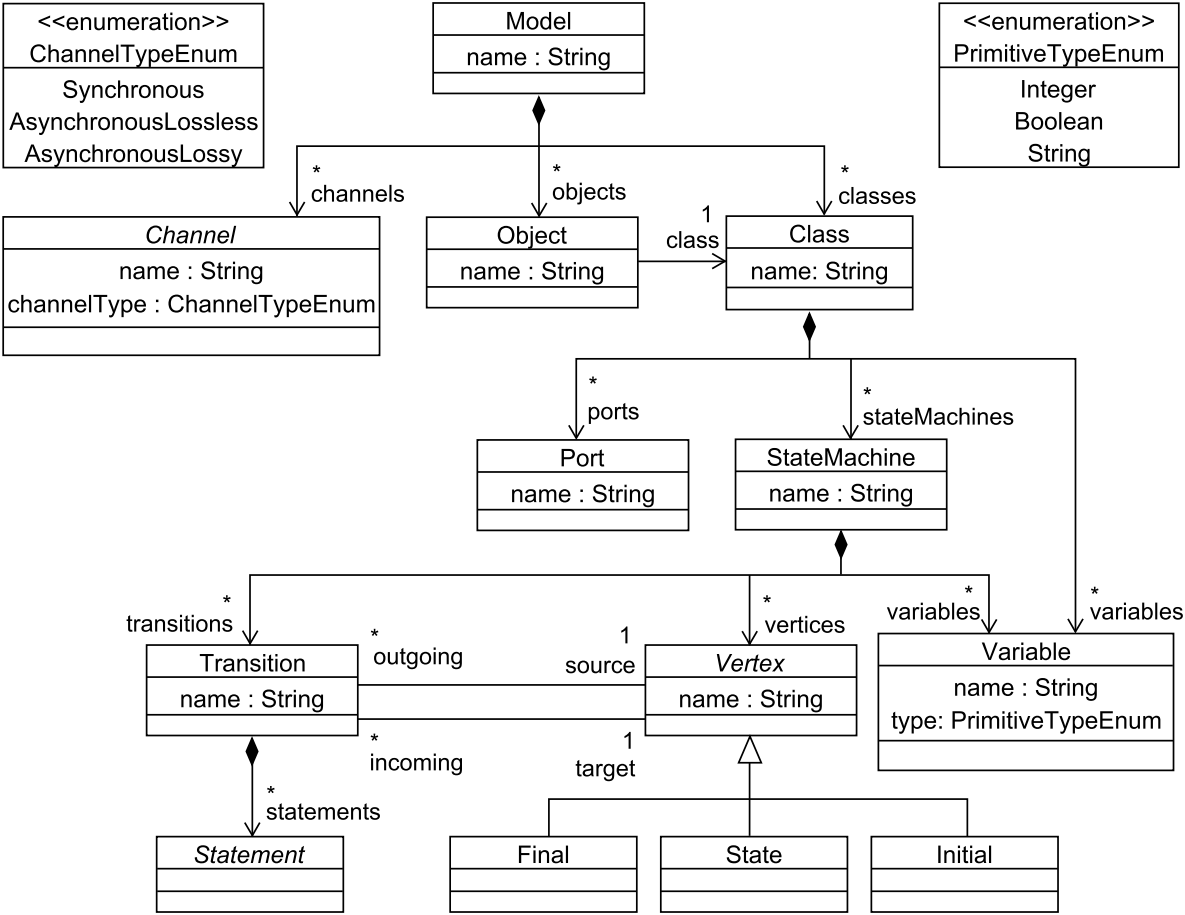 <<enumeration>>
ChannelTypeEnum
Synchronous
AsynchronousLossless
AsynchronousLossy
Model
name : String
<<enumeration>>
PrimitiveTypeEnum
Integer
Boolean
String
*
channels
*
objects
*
classes
Channel
name : String
channelType : ChannelTypeEnum
Object
name : String
1
class
Class
name: String
*
ports
*
stateMachines
Port
name : String
StateMachine
name : String
*
transitions
*
vertices
*
variables
*
variables
Transition
name : String
*
outgoing
1
source
*
incoming
1
target
Vertex
name : String
Variable
name : String
type: PrimitiveTypeEnum
*
statements
Statement
Final
State
Initial